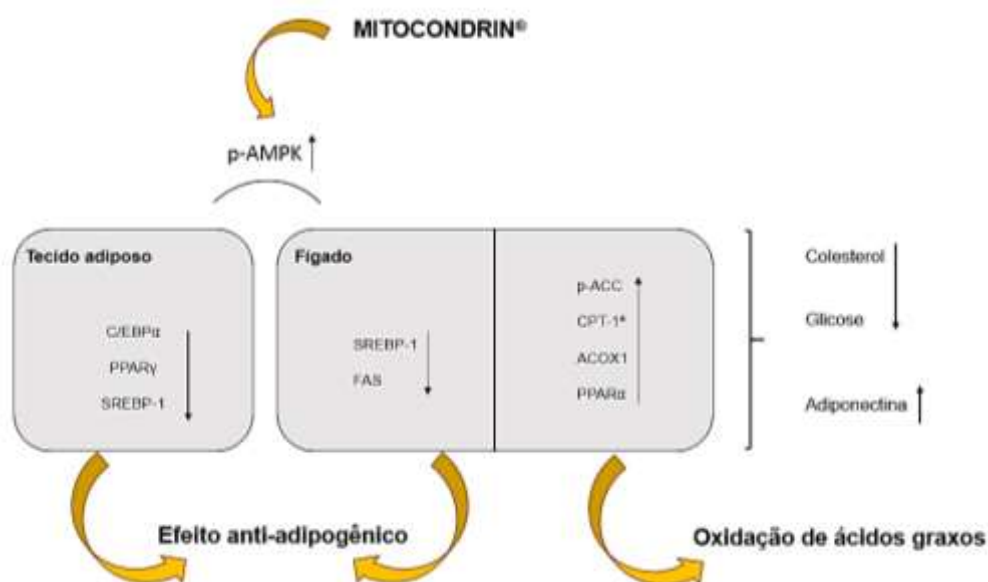 MITOCONDRIN®
p-AMPK
Tecido adiposo
C/EBPα
PPARγ
SREBP-1
Fígado
SREBP-1
FAS
p-ACC
CPT-1ª
ACOX1
PPARα
Colesterol
Glicose
Adiponectina
Efeito anti-adipogênico
Oxidação de ácidos graxos